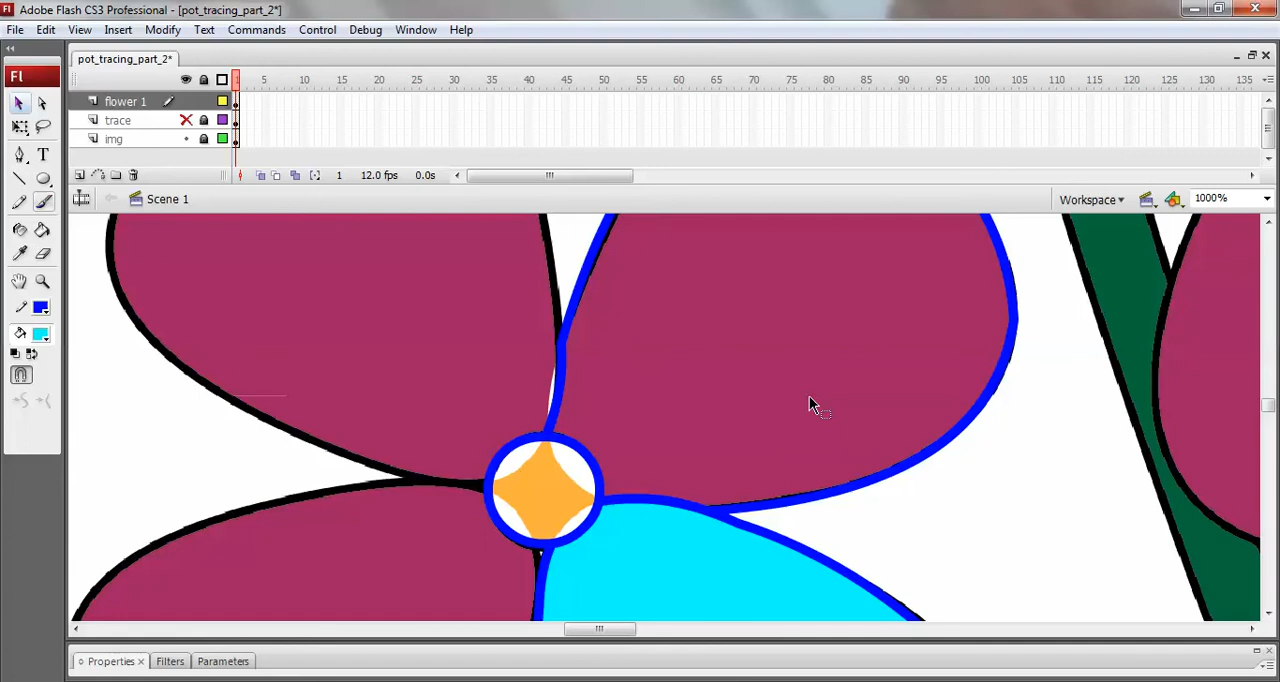 Fl Adobe Flash CS3 Professional - [pot_tracing_part_2*]
File Edit View Insert Modify Text Commands Control Debug Window Help
pot_tracing_part_2*
Fl
1 5 10 15 20 25 30 35 40 45 50 55 60 65 70 75 80 85 90 95 100 105 110 115 120 125 130 135
flower 1
trace
img
1 12.0 fps 0.0s
Scene 1 Workspace 1000%
T
Properties Filters Parameters